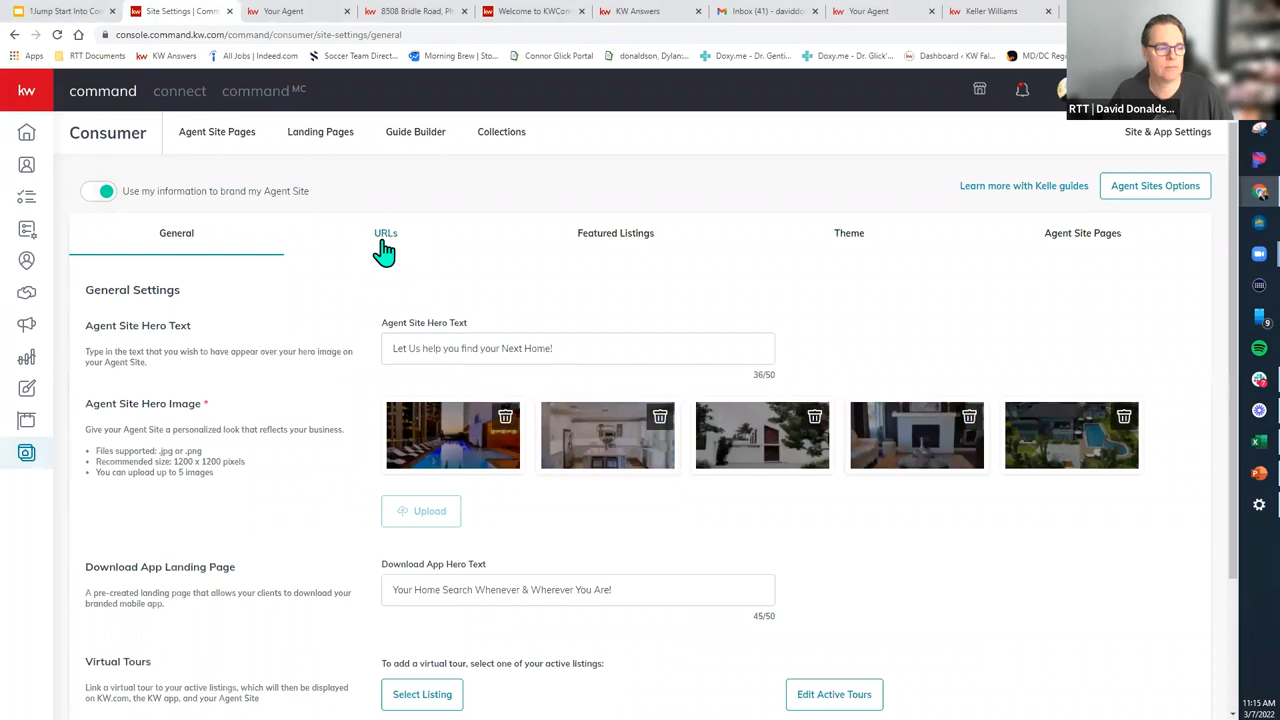 1Jump Start Into Co
Site Settings | Comm
Your Agent
8508 Bridle Road, Ph
Welcome to KWCom
KW Answers
Inbox (41) – daviddo
Your Agent
Keller Williams
console.command.kw.com/command/consumer/site-settings/general
Apps
RTT Documents
KW Answers
All Jobs | Indeed.com
Soccer Team Direct...
Morning Brew | Sto...
Connor Glick Portal
donaldson, Dylan:...
Doxy.me – Dr. Genti...
Doxy.me – Dr. Glick'...
Dashboard ‹ KW Fal...
MD/DC Reg
kw
command
connect
command MC
RTT | David Donalds...
Consumer
Agent Site Pages
Landing Pages
Guide Builder
Collections
Site & App Settings
Use my information to brand my Agent Site
Learn more with Kelle guides
Agent Sites Options
General
URLs
Featured Listings
Theme
Agent Site Pages
General Settings
Agent Site Hero Text
Type in the text that you wish to have appear over your hero image on
your Agent Site.
Agent Site Hero Text
Let Us help you find your Next Home!
36/50
Agent Site Hero Image *
Give your Agent Site a personalized look that reflects your business.
• Files supported: .jpg or .png
• Recommended size: 1200 x 1200 pixels
• You can upload up to 5 images
Upload
Download App Landing Page
A pre-created landing page that allows your clients to download your
branded mobile app.
Download App Hero Text
Your Home Search Whenever & Wherever You Are!
45/50
Virtual Tours
Link a virtual tour to your active listings, which will then be displayed
on KW.com, the KW app, and your Agent Site
To add a virtual tour, select one of your active listings:
Select Listing
Edit Active Tours
9
11:15 AM
3/7/2022